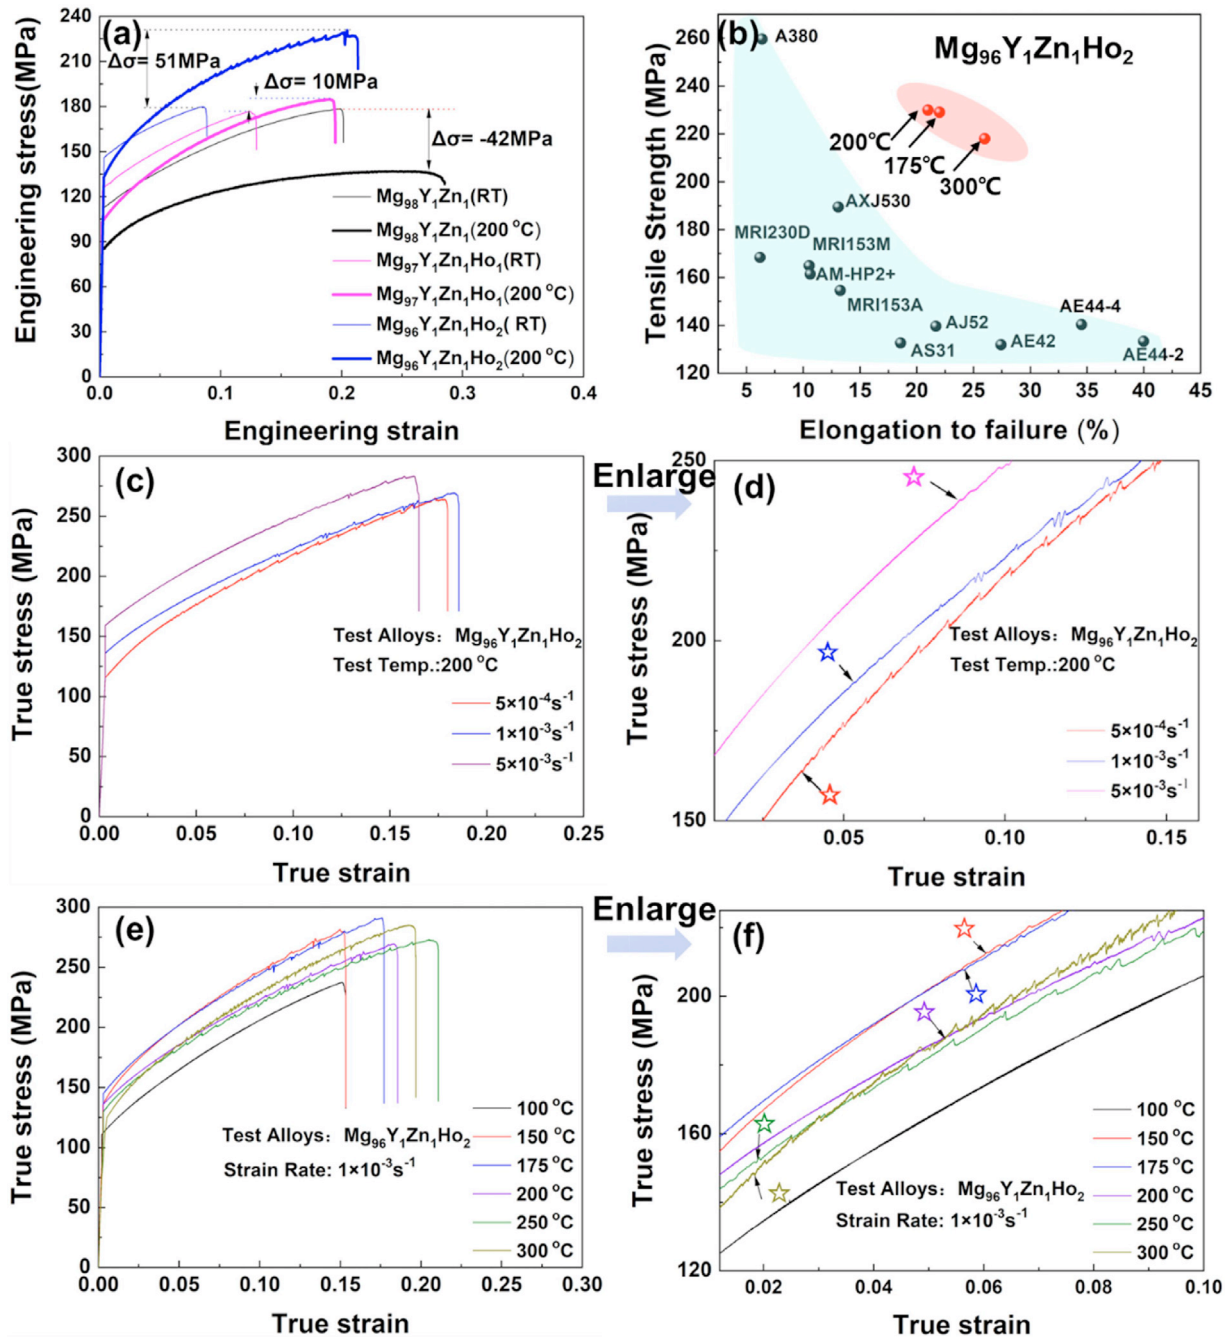 (a)
Engineering stress(MPa)
240
210
180
150
120
90
60
30
0
Δσ= 51MPa
Δσ= 10MPa
Δσ= -42MPa
Mg98Y1Zn1(RT)
Mg98Y1Zn1(200 °C)
Mg97Y1Zn1Ho1(RT)
Mg97Y1Zn1Ho1(200 °C)
Mg96Y1Zn1Ho2( RT)
Mg96Y1Zn1Ho2(200 °C)
0.0 0.1 0.2 0.3 0.4
Engineering strain
(b)
Mg96Y1Zn1Ho2
Tensile Strength (MPa)
260
240
220
200
180
160
140
120
A380
200℃
175℃
300℃
AXJ530
MRI230D
MRI153M
AM-HP2+
MRI153A
AE44-4
AJ52
AS31
AE42
AE44-2
5 10 15 20 25 30 35 40 45
Elongation to failure (%)
(c)
True stress (MPa)
300
250
200
150
100
50
0
Test Alloys: Mg96Y1Zn1Ho2
Test Temp.:200 °C
5×10⁻⁴s⁻¹
1×10⁻³s⁻¹
5×10⁻³s⁻¹
0.00 0.05 0.10 0.15 0.20 0.25
True strain
Enlarge
(d)
True stress (MPa)
250
200
150
Test Alloys: Mg96Y1Zn1Ho2
Test Temp.:200 °C
5×10⁻⁴s⁻¹
1×10⁻³s⁻¹
5×10⁻³s⁻¹
0.05 0.10 0.15
True strain
(e)
True stress (MPa)
300
250
200
150
100
50
0
Test Alloys: Mg96Y1Zn1Ho2
Strain Rate: 1×10⁻³s⁻¹
100 °C
150 °C
175 °C
200 °C
250 °C
300 °C
0.00 0.05 0.10 0.15 0.20 0.25 0.30
True strain
Enlarge
(f)
True stress (MPa)
200
160
120
Test Alloys: Mg96Y1Zn1Ho2
Strain Rate: 1×10⁻³s⁻¹
100 °C
150 °C
175 °C
200 °C
250 °C
300 °C
0.02 0.04 0.06 0.08 0.10
True strain